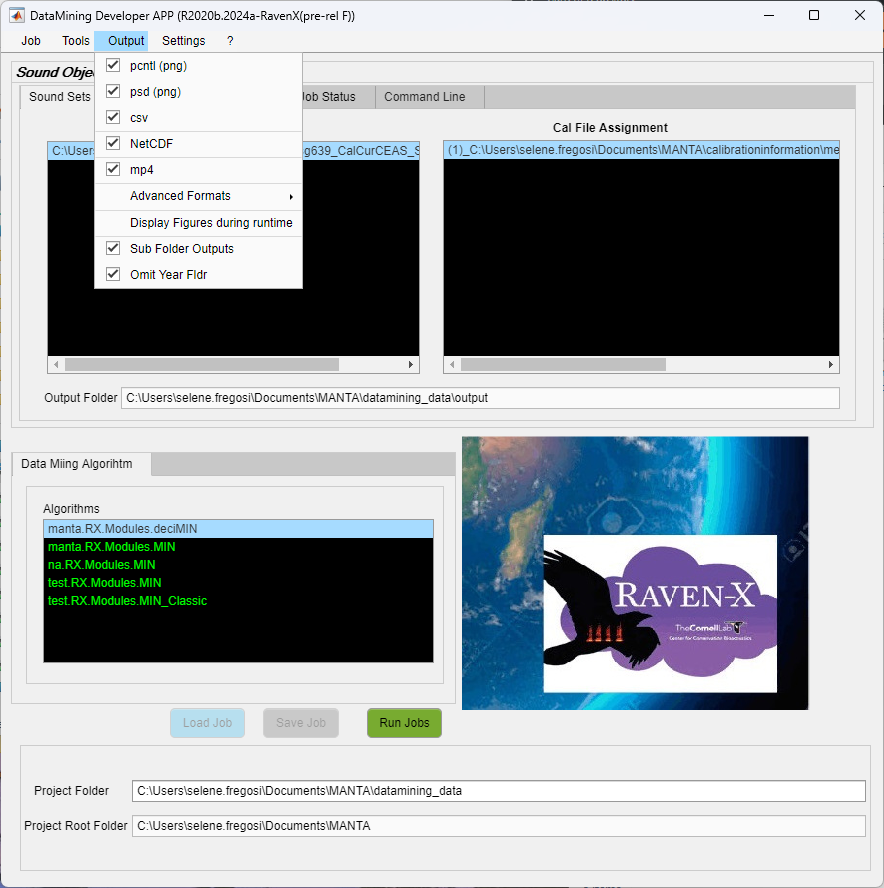 DataMining Developer APP (R2020b.2024a-RavenX(pre-rel F))
Job Tools Output Settings ?
Sound Obje
Sound Sets Job Status Command Line
pcntl (png)
psd (png)
csv
NetCDF
mp4
Advanced Formats
Display Figures during runtime
Sub Folder Outputs
Omit Year Fldr
Cal File Assignment
C:\Users g639_CalCurCEAS_S
(1)_C:\Users\selene.fregosi\Documents\MANTA\calibrationinformation\me
Output Folder C:\Users\selene.fregosi\Documents\MANTA\datamining_data\output
Data Miing Algorihtm
Algorithms
manta.RX.Modules.deciMIN
manta.RX.Modules.MIN
na.RX.Modules.MIN
test.RX.Modules.MIN
test.RX.Modules.MIN_Classic
RAVEN-X
TheCornellLab
Center for Conservation Bioacoustics
Load Job Save Job Run Jobs
Project Folder C:\Users\selene.fregosi\Documents\MANTA\datamining_data
Project Root Folder C:\Users\selene.fregosi\Documents\MANTA